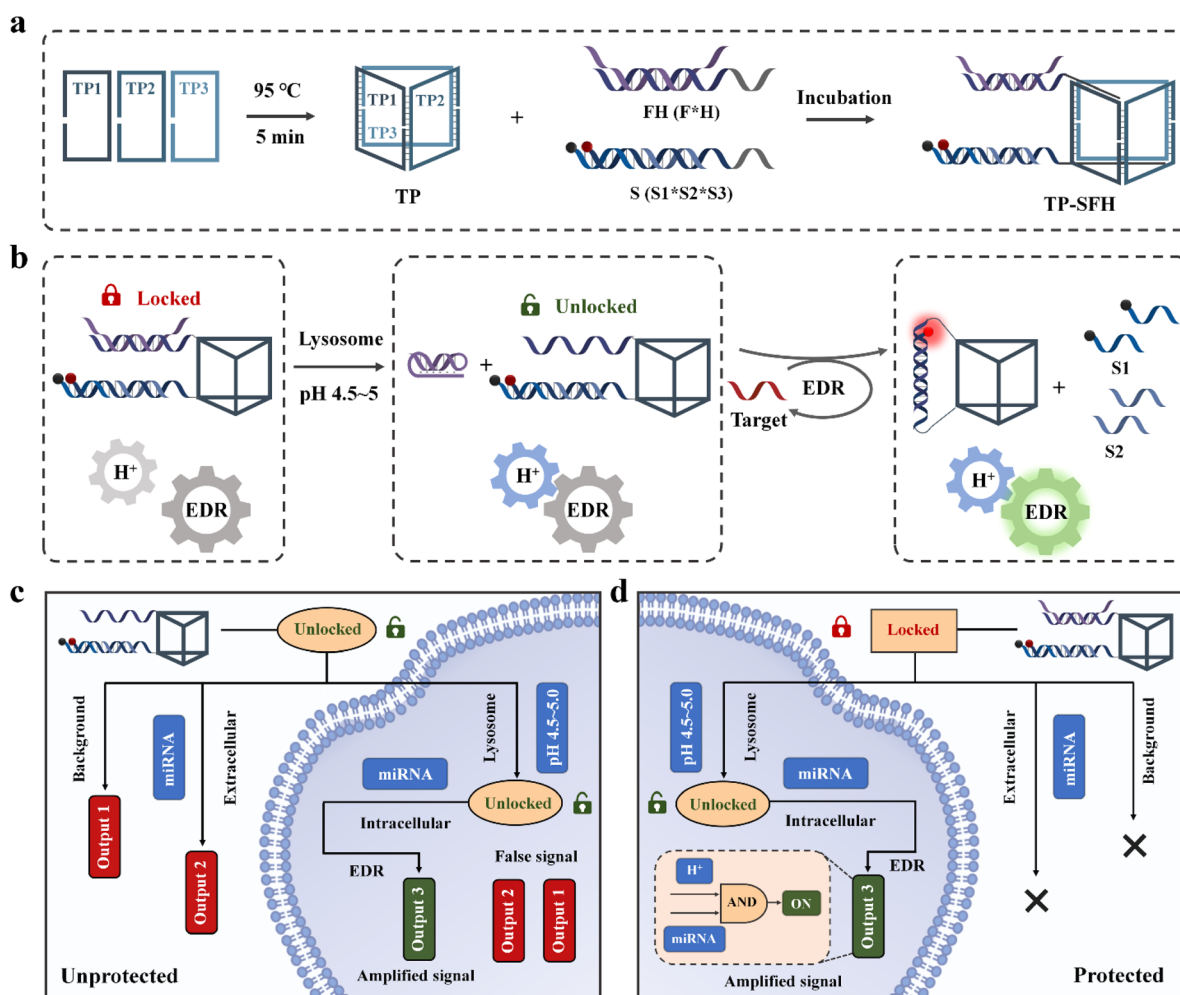 a
TP1
TP2
TP3
95 °C
5 min
TP1
TP2
TP3
TP
+
FH (F*H)
S (S1*S2*S3)
Incubation
TP-SFH
b
Locked
Lysosome
pH 4.5~5
H+
EDR
Unlocked
+
H+
EDR
Target
EDR
+
S1
S2
H+
EDR
c
Unlocked
Background
miRNA
Extracellular
Lysosome
pH 4.5~5.0
miRNA
Unlocked
Intracellular
Output 1
Output 2
EDR
Output 3
False signal
Output 2
Output 1
Amplified signal
Unprotected
d
Locked
pH 4.5~5.0
Lysosome
miRNA
Unlocked
Intracellular
Extracellular
miRNA
Background
EDR
H+
AND
ON
miRNA
Output 3
Amplified signal
Protected